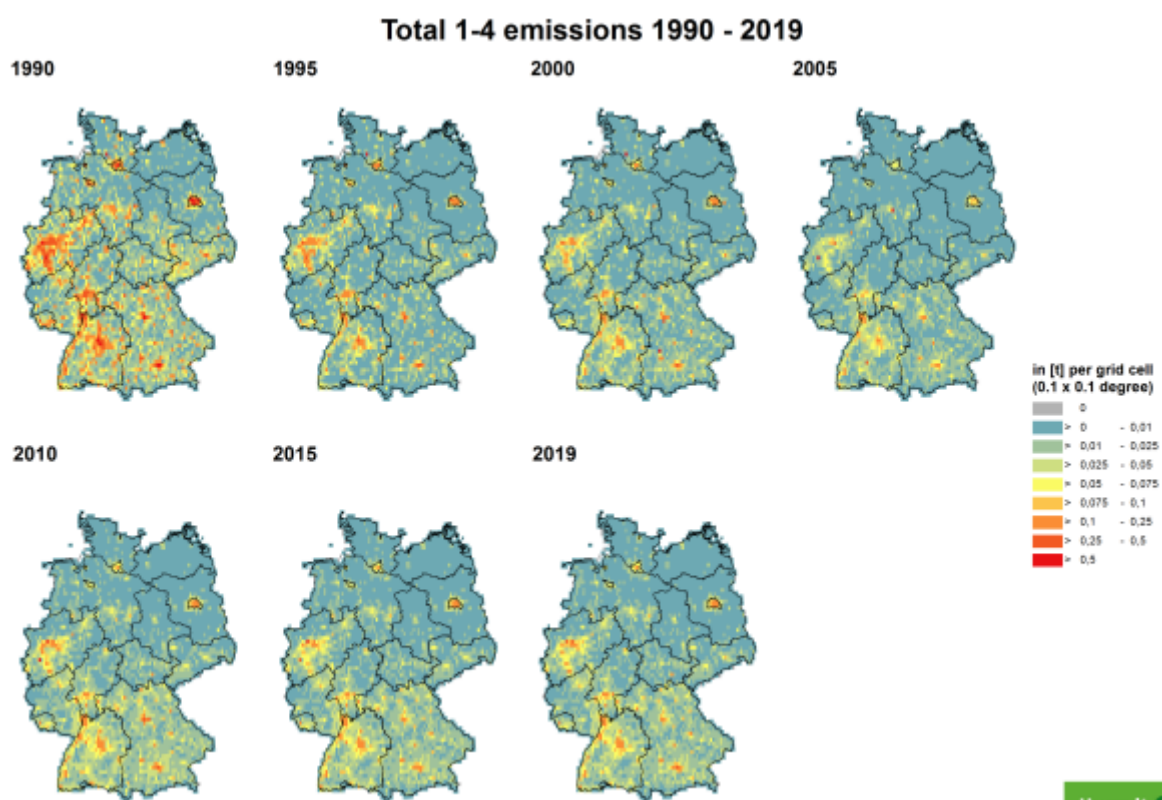 Total 1-4 emissions 1990 - 2019
1990
1995
2000
2005
in [t] per grid cell
(0.1 x 0.1 degree)
0
> 0 - 0,01
> 0,01 - 0,025
> 0,025 - 0,05
> 0,05 - 0,075
> 0,075 - 0,1
> 0,1 - 0,25
> 0,25 - 0,5
> 0,5
2010
2015
2019